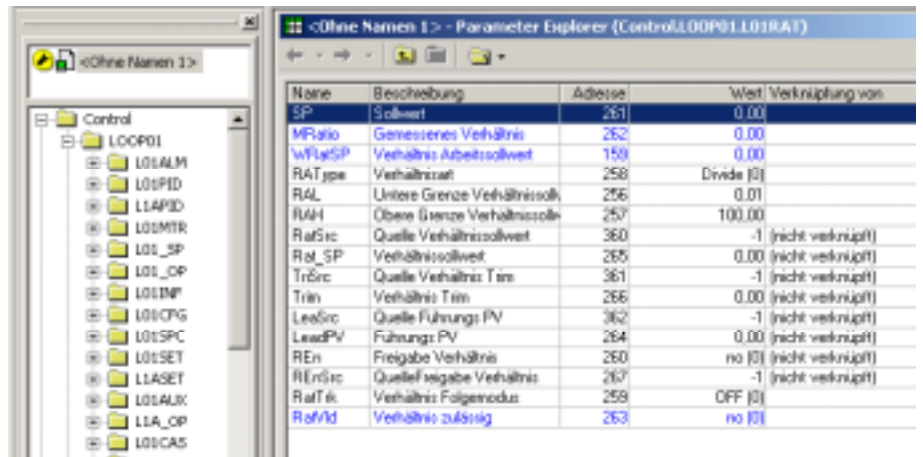 <Ohne Namen 1> - Parameter Explorer (Control.LOOP01.L01RAT)
<Ohne Namen 1>
Control
LOOP01
L01ALM
L01PID
L1APID
L01MTR
L01_SP
L01_OP
L01INF
L01CFG
L01SPC
L01SET
L1ASET
L01AUX
L1A_OP
L01CAS
Name Beschreibung Adresse Wert Verknüpfung von
SP Sollwert 261 0,00
MRatio Gemessenes Verhältnis 262 0,00
WRatSP Verhältnis Arbeitssollwert 159 0,00
RAType Verhältnisart 258 Divide (0)
RAL Untere Grenze Verhältnissollw 256 0,01
RAH Obere Grenze Verhältnissollw 257 100,00
RatSrc Quelle Verhältnissollwert 360 -1 (nicht verknüpft)
Rat_SP Verhältnissollwert 265 0,00 (nicht verknüpft)
TriSrc Quelle Verhältnis Trim 361 -1 (nicht verknüpft)
Trim Verhältnis Trim 266 0,00 (nicht verknüpft)
LeaSrc Quelle Führungs PV 362 -1 (nicht verknüpft)
LeadPV Führungs PV 264 0,00 (nicht verknüpft)
REn Freigabe Verhältnis 260 no (0) (nicht verknüpft)
REnSrc QuelleFreigabe Verhältnis 267 -1 (nicht verknüpft)
RatTrk Verhältnis Folgemodus 259 OFF (0)
RatVld Verhältnis zulässig 263 no (0)